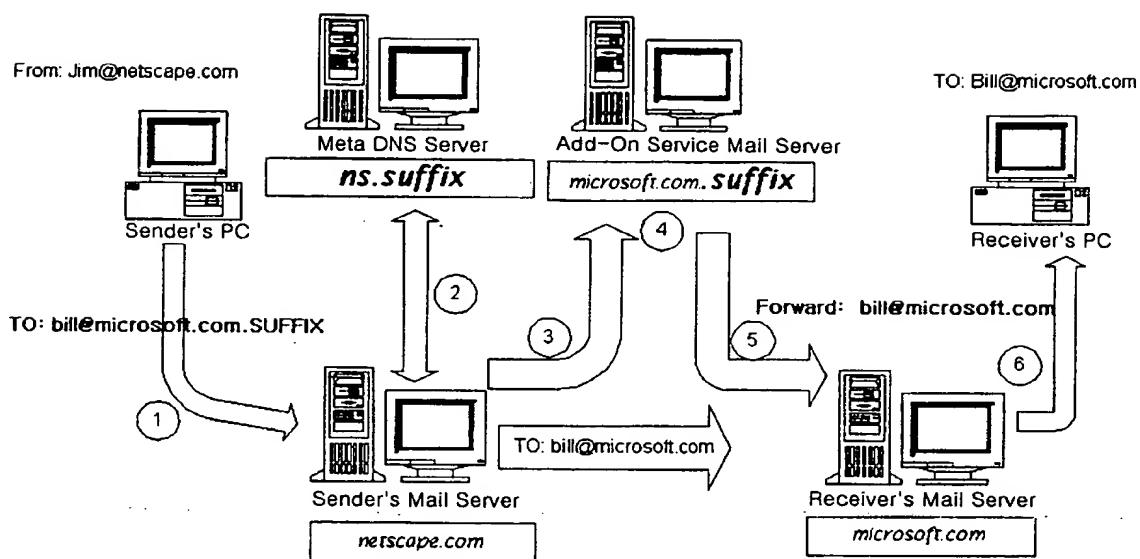 From: Jim@netscape.com
TO: Bill@microsoft.com
Meta DNS Server
Add-On Service Mail Server
ns.suffix
microsoft.com.suffix
Sender's PC
Receiver's PC
4
2
TO: bill@microsoft.com.SUFFIX
Forward: bill@microsoft.com
3
5
6
1
TO: bill@microsoft.com
Sender's Mail Server
Receiver's Mail Server
netscape.com
microsoft.com